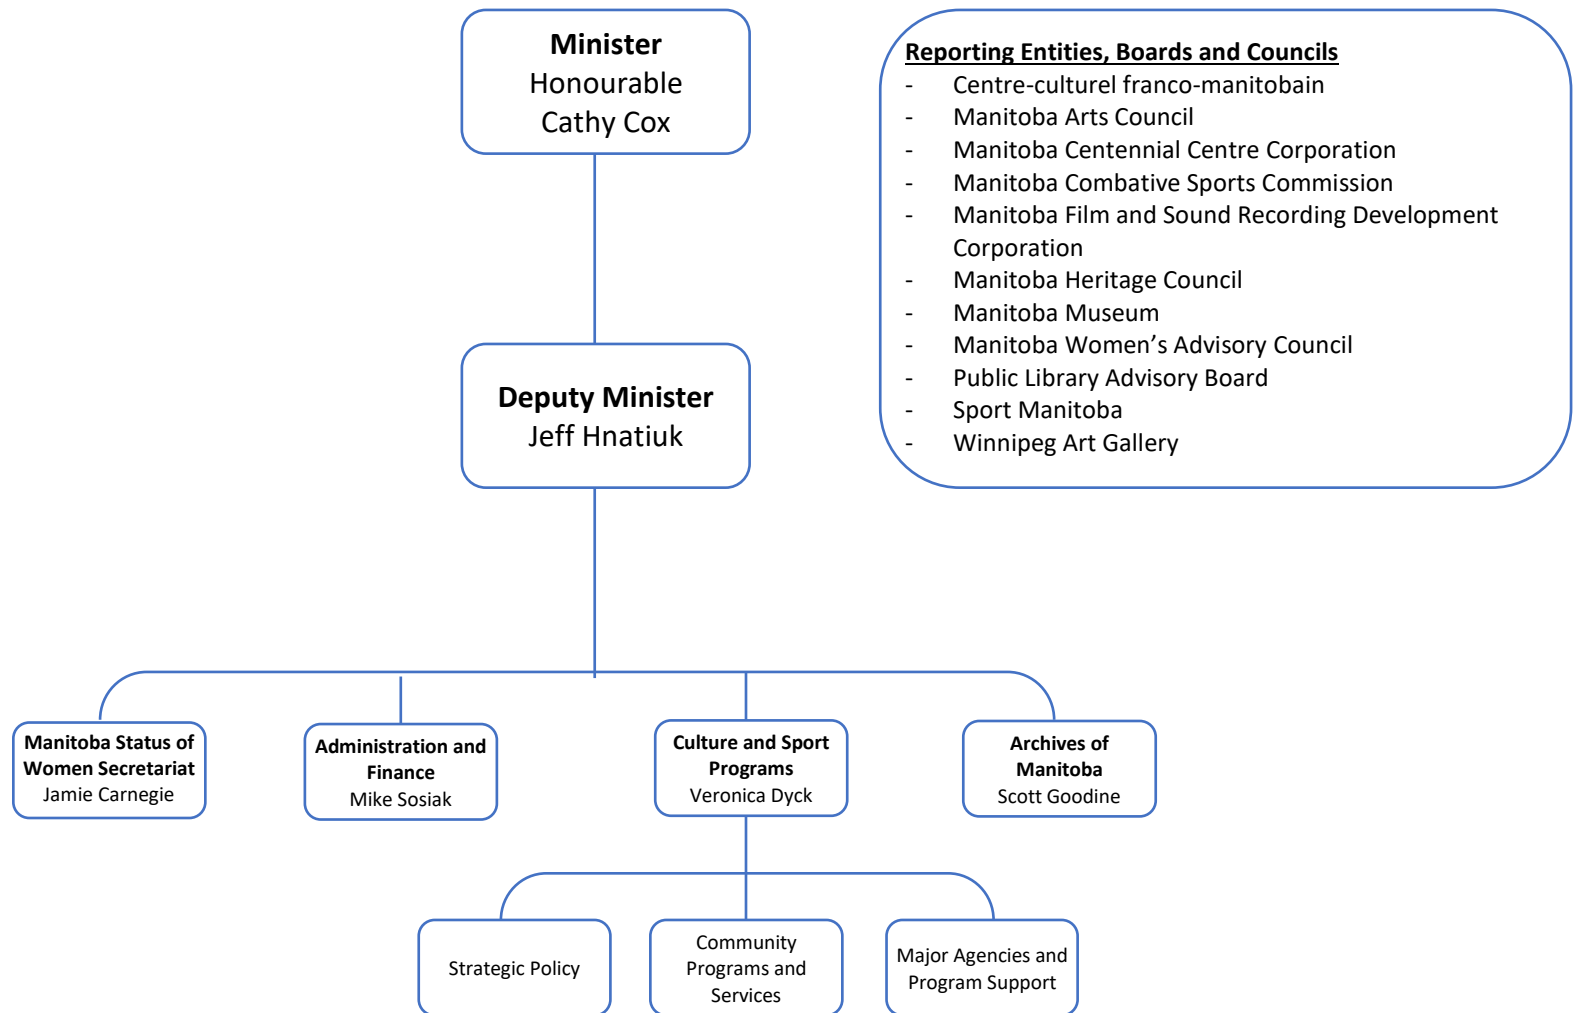 Minister
Honourable
Cathy Cox
Reporting Entities, Boards and Councils
- Centre-culturel franco-manitobain
- Manitoba Arts Council
- Manitoba Centennial Centre Corporation
- Manitoba Combative Sports Commission
- Manitoba Film and Sound Recording Development
Corporation
- Manitoba Heritage Council
- Manitoba Museum
- Manitoba Women’s Advisory Council
- Public Library Advisory Board
- Sport Manitoba
- Winnipeg Art Gallery
Deputy Minister
Jeff Hnatiuk
Manitoba Status of
Women Secretariat
Jamie Carnegie
Administration and
Finance
Mike Sosiak
Culture and Sport
Programs
Veronica Dyck
Archives of
Manitoba
Scott Goodine
Strategic Policy
Community
Programs and
Services
Major Agencies and
Program Support